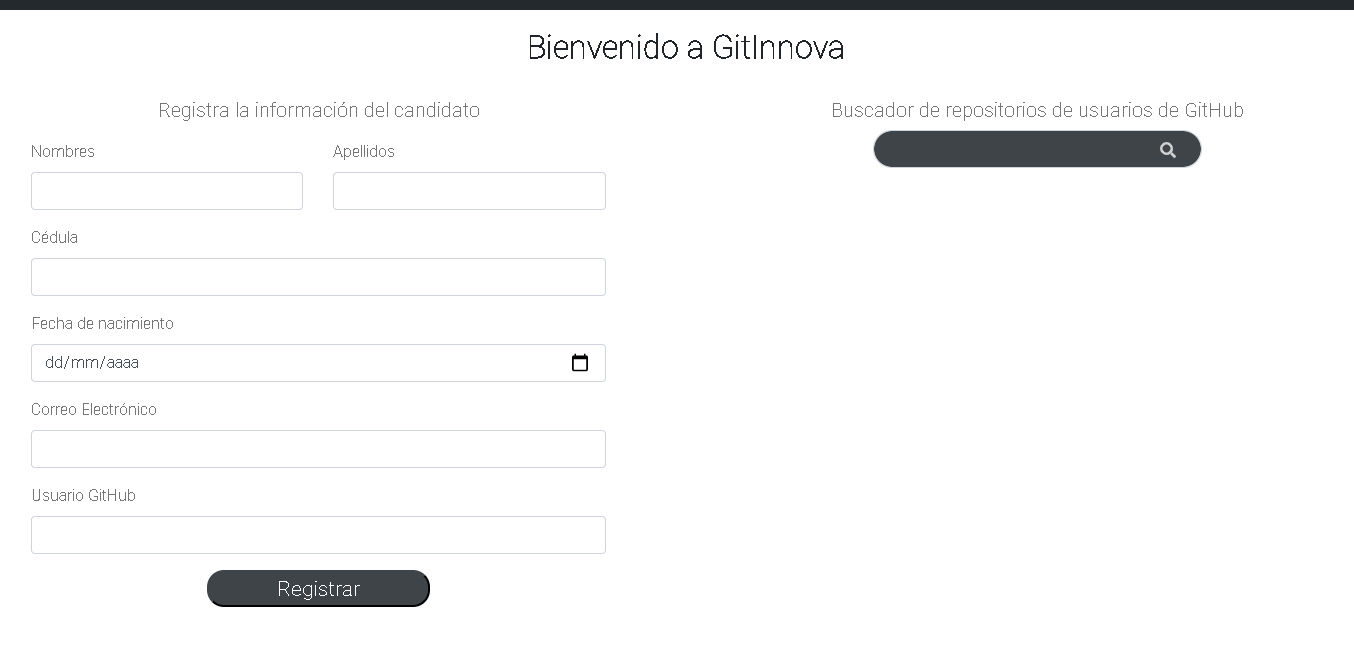 Bienvenido a GitInnova
Registra la información del candidato
Nombres
Apellidos
Cédula
Fecha de nacimiento
dd/mm/aaaa
Correo Electrónico
Usuario GitHub
Registrar
Buscador de repositorios de usuarios de GitHub